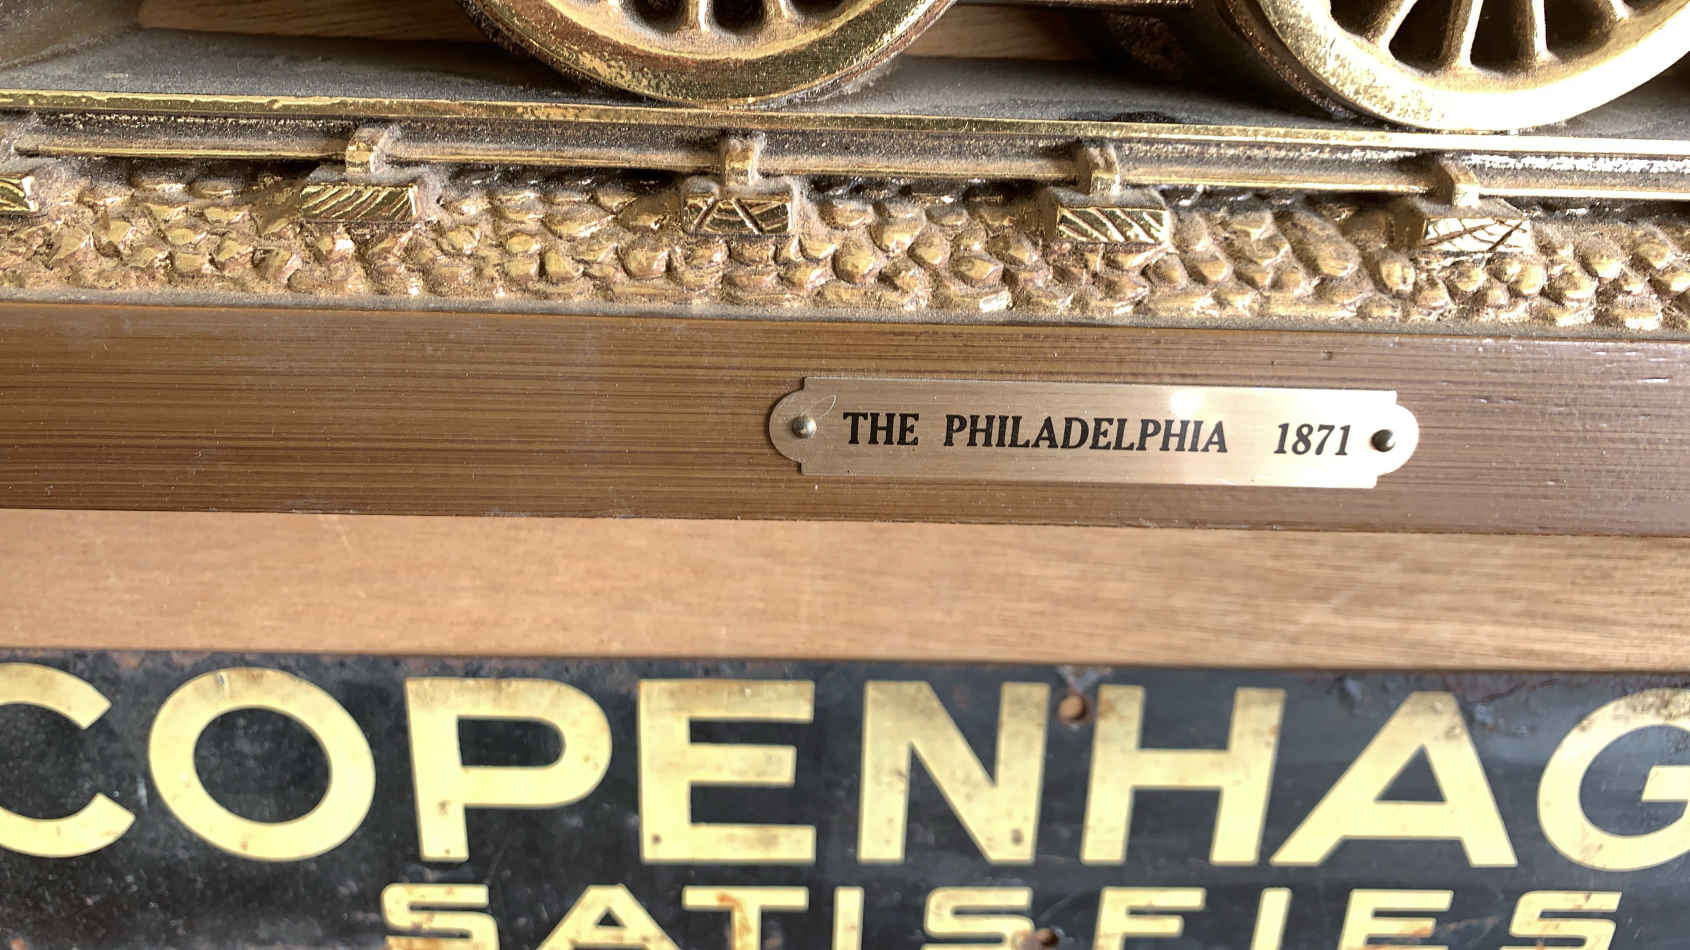 THE PHILADELPHIA 1871
COPENHAG
SATISFIES